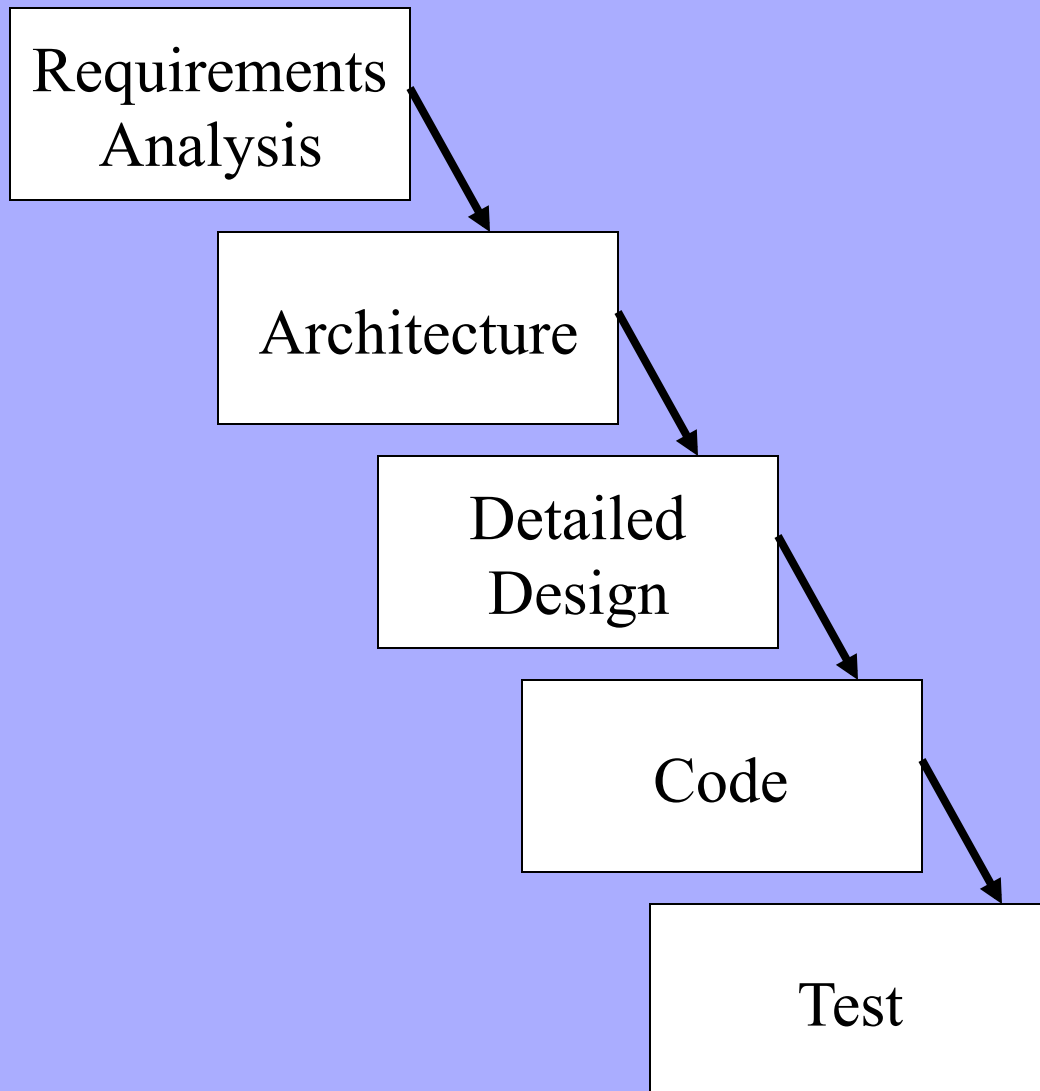 Requirements
Analysis
Architecture
Detailed
Design
Code
Test